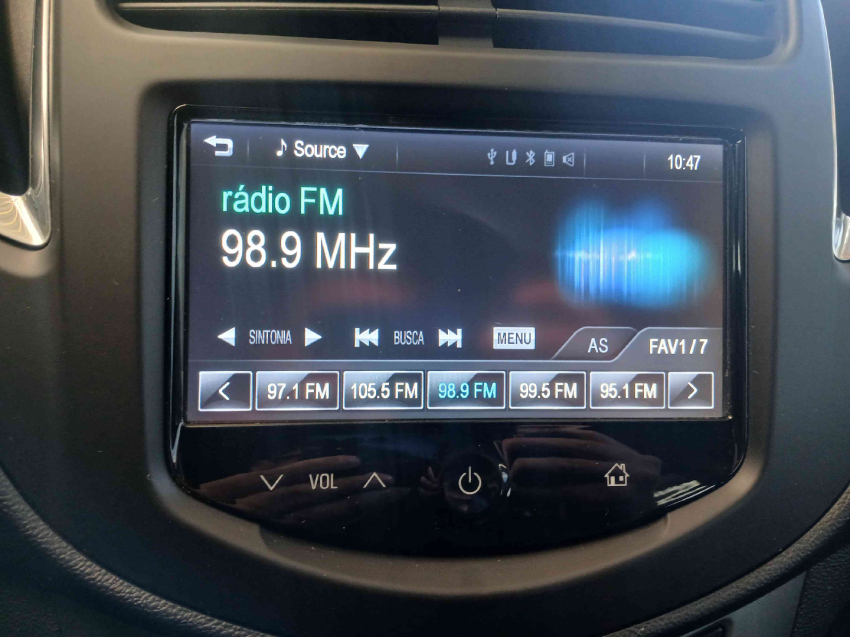 Source 10:47
rádio FM
98.9 MHz
SINTONIA BUSCA MENU AS FAV1/7
97.1 FM 105.5 FM 98.9 FM 99.5 FM 95.1 FM
VOL